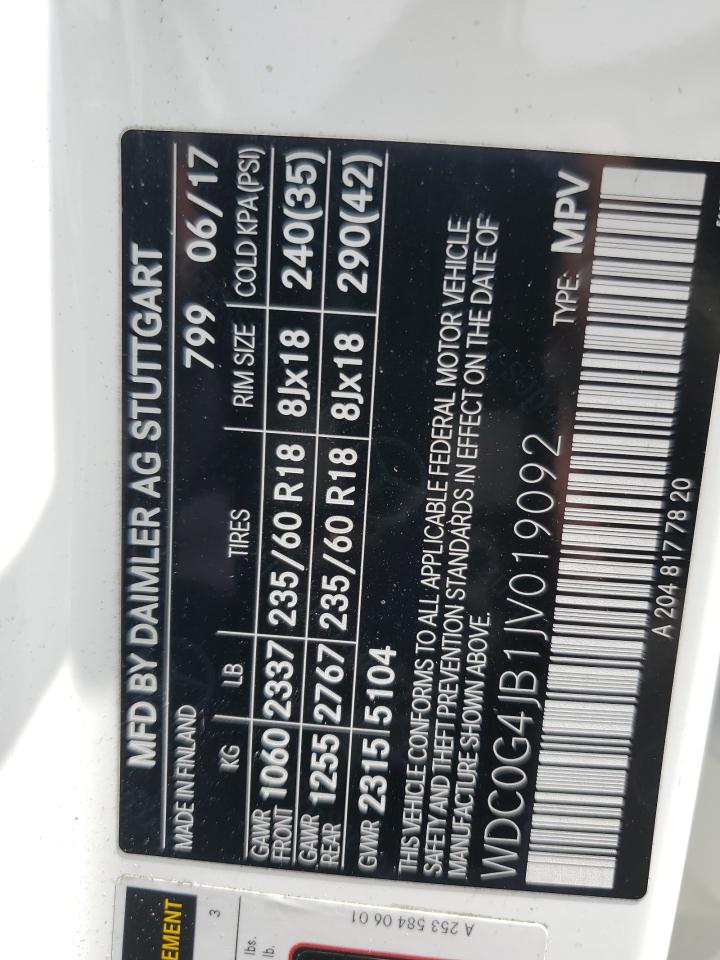 MFD BY DAIMLER AG STUTTGART
MADE IN FINLAND 799 06/17
KG LB TIRES RIM SIZE COLD KPA(PSI)
GAWR FRONT 1060 2337 235/60 R18 8Jx18 240(35)
GAWR REAR 1255 2767 235/60 R18 8Jx18 290(42)
GVWR 2315 5104
THIS VEHICLE CONFORMS TO ALL APPLICABLE FEDERAL MOTOR VEHICLE
SAFETY AND THEFT PREVENTION STANDARDS IN EFFECT ON THE DATE OF
MANUFACTURE SHOWN ABOVE.
WDC0G4JB1JV019092 TYPE: MPV
A 204 817 78 20
A 253 584 06 01
3
lbs.
lb.